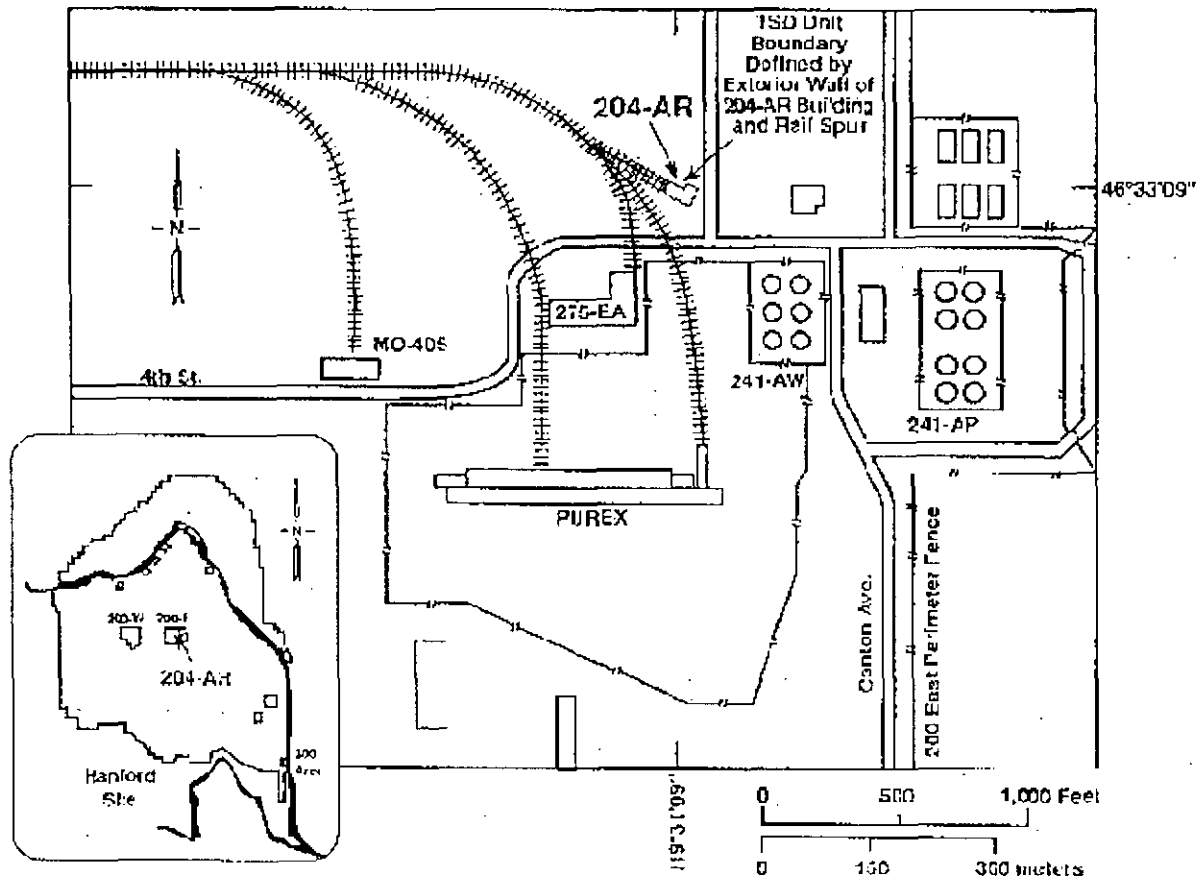 TSD Unit
Boundary
Defined by
Exterior Wall of
204-AR Building
and Rail Spur
204-AR
46°33'09"
N
275-EA
MO-406
4th St.
241-AW
241-AP
PUREX
N
200-W 200-E
204-AR
300
Area
Hanford
Site
Canton Ave.
200 East Perimeter Fence
0 500 1,000 Feet
0 150 300 meters